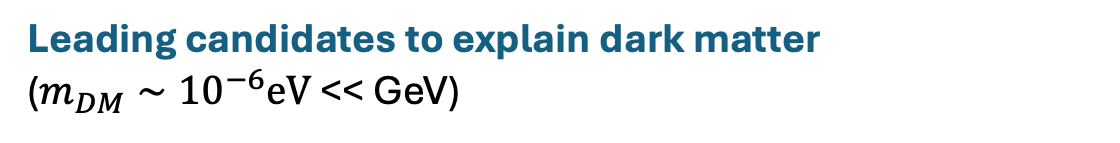 Leading candidates to explain dark matter
(m_DM ~ 10⁻⁶eV << GeV)